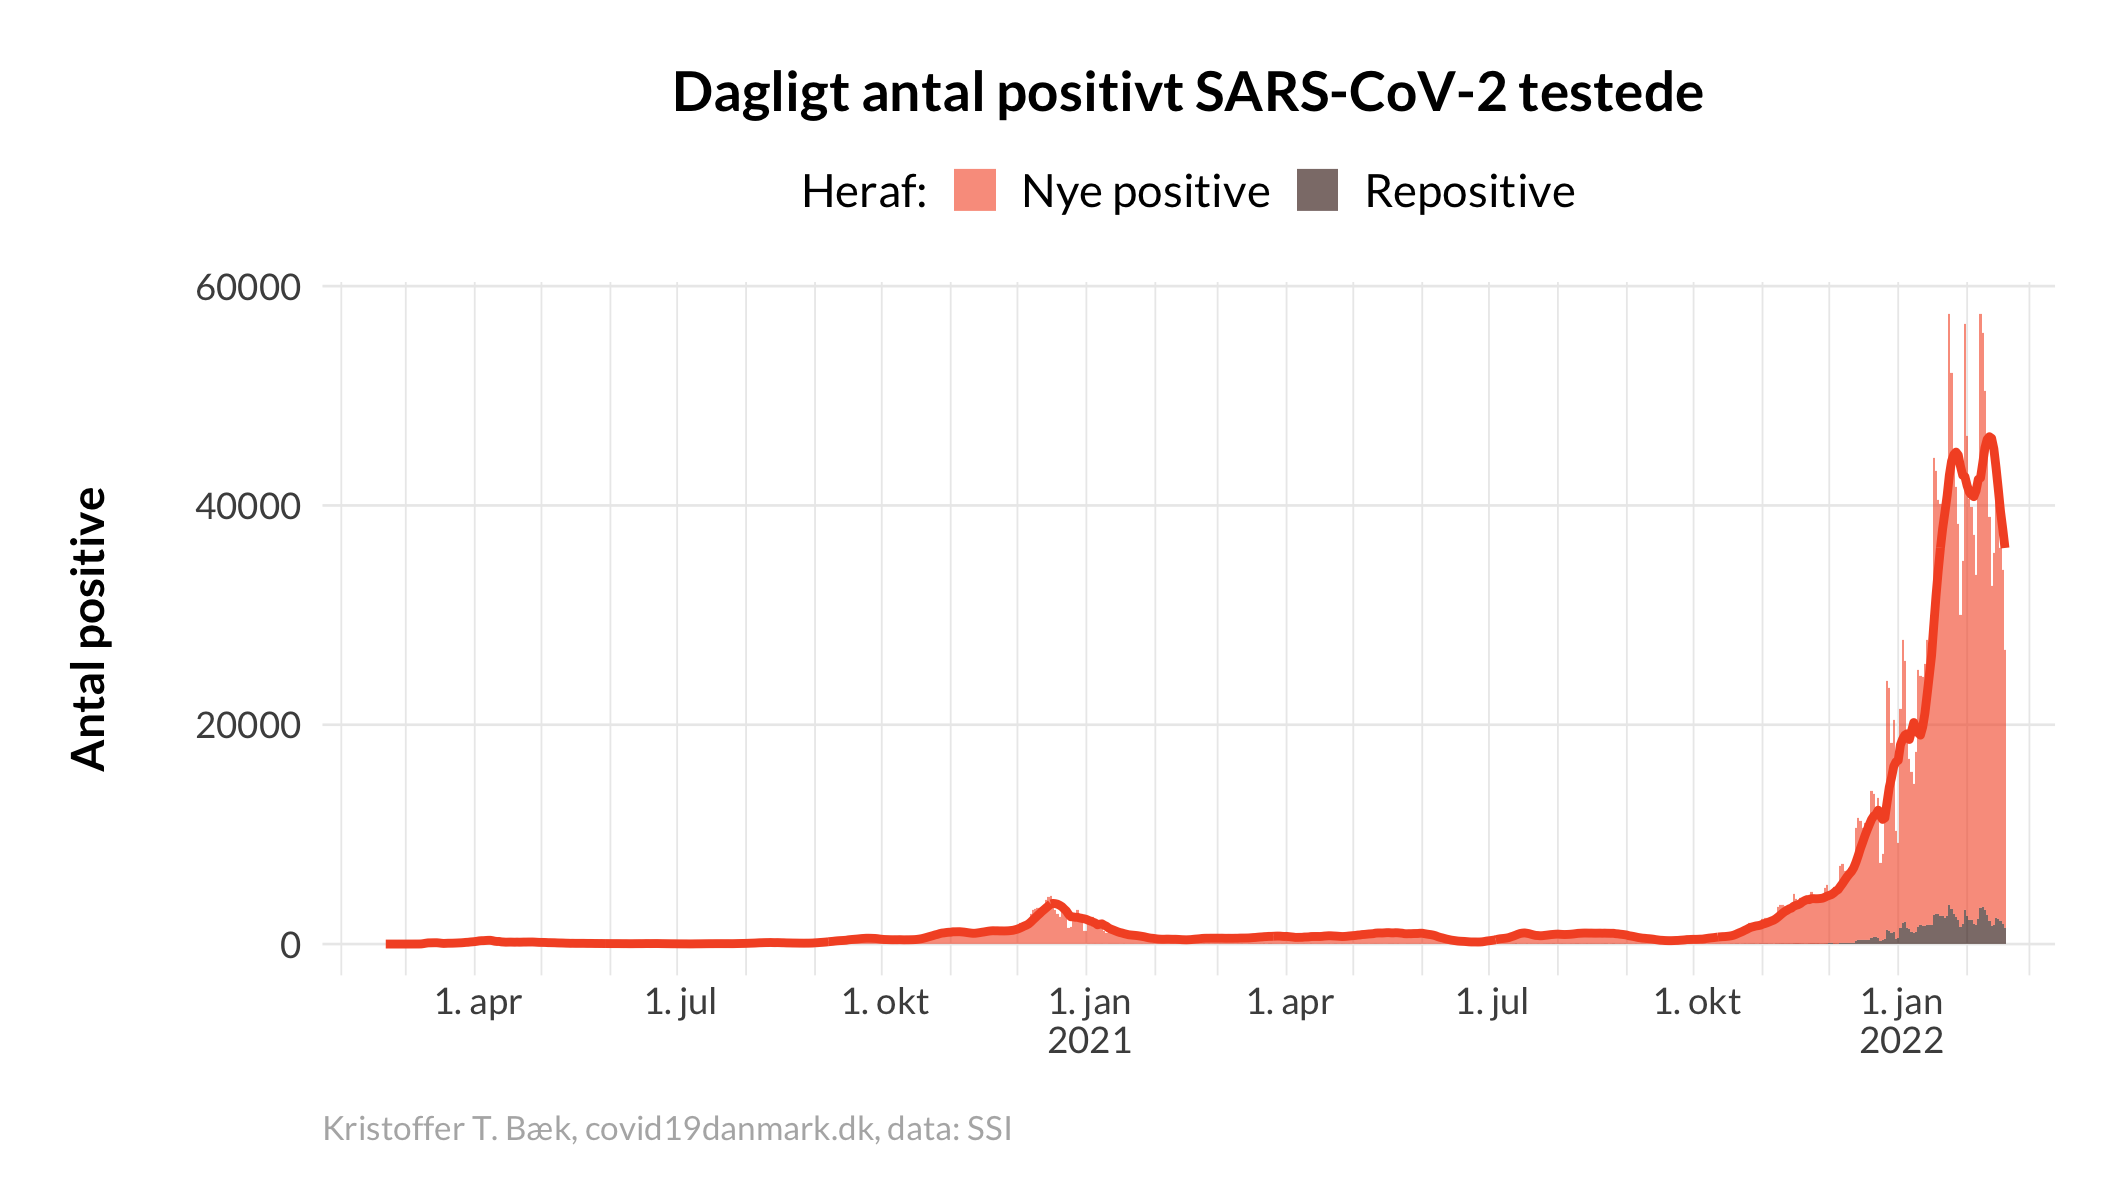 Dagligt antal positivt SARS-CoV-2 testede
Heraf: Nye positive Repositive
Antal positive
60000
40000
20000
0
1. apr 1. jul 1. okt 1. jan 1. apr 1. jul 1. okt 1. jan
2021 2022
Kristoffer T. Bæk, covid19danmark.dk, data: SSI